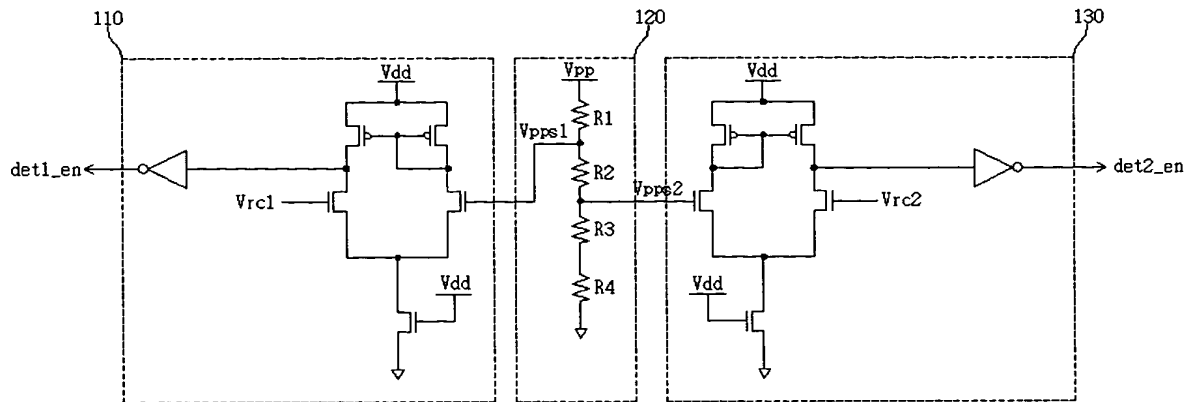 110
120
130
Vdd
Vpp
Vdd
R1
Vpps1
det1_en
R2
det2_en
Vrc1
Vpps2
Vrc2
R3
Vdd
R4
Vdd